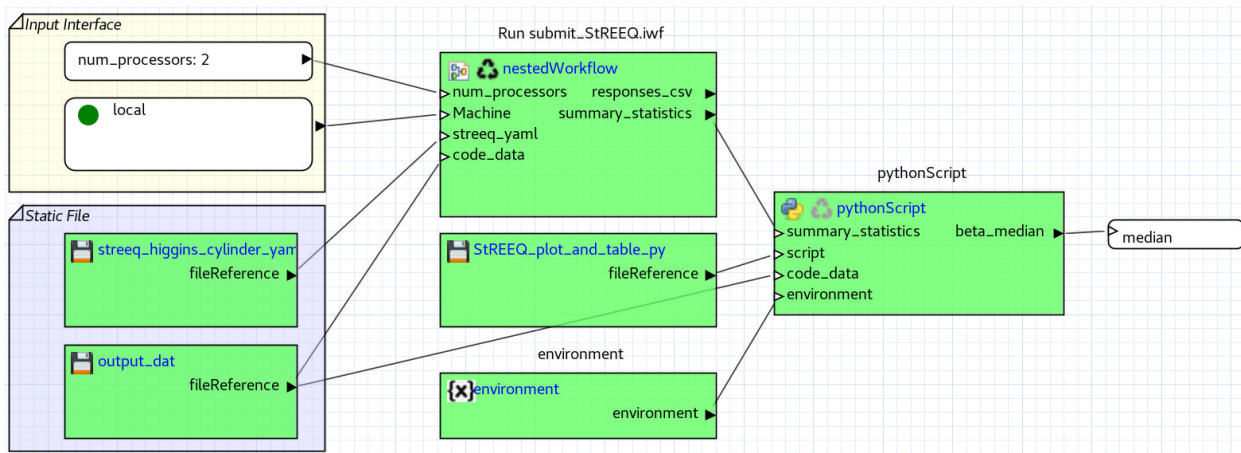 Input Interface
num_processors: 2
local
Static File
streeq_higgins_cylinder_yam
fileReference
output_dat
fileReference
Run submit_StREEQ.iwf
nestedWorkflow
num_processors responses_csv
Machine summary_statistics
streeq_yaml
code_data
StREEQ_plot_and_table_py
fileReference
environment
{x}environment
environment
pythonScript
pythonScript
summary_statistics beta_median
script
code_data
environment
median